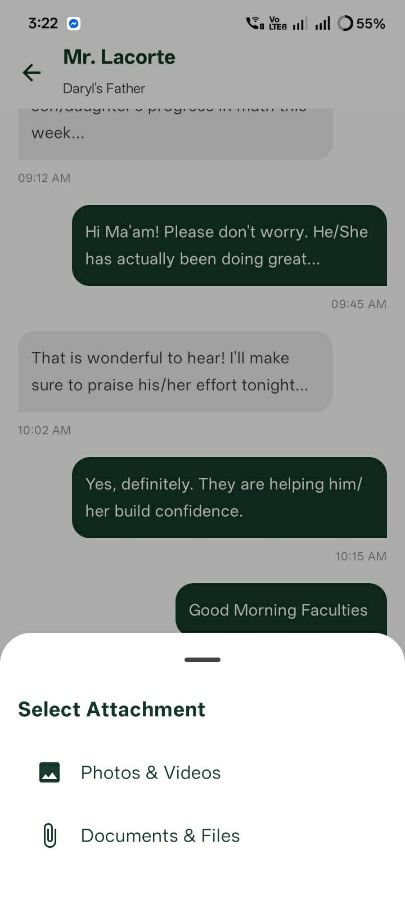 3:22
Vo
LTE
55%
Mr. Lacorte
Daryl's Father
son/daughter's progress in math this
week...
09:12 AM
Hi Ma'am! Please don't worry. He/She
has actually been doing great...
09:45 AM
That is wonderful to hear! I'll make
sure to praise his/her effort tonight...
10:02 AM
Yes, definitely. They are helping him/
her build confidence.
10:15 AM
Good Morning Faculties
Select Attachment
Photos & Videos
Documents & Files